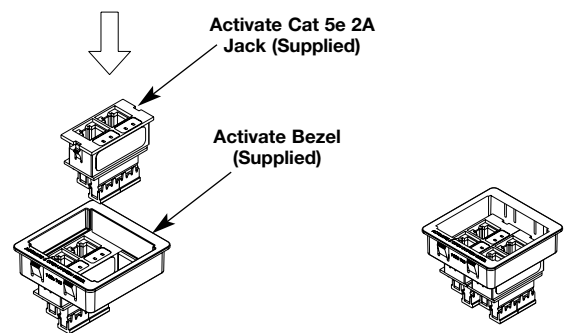 Activate Cat 5e 2A
Jack (Supplied)
Activate Bezel
(Supplied)